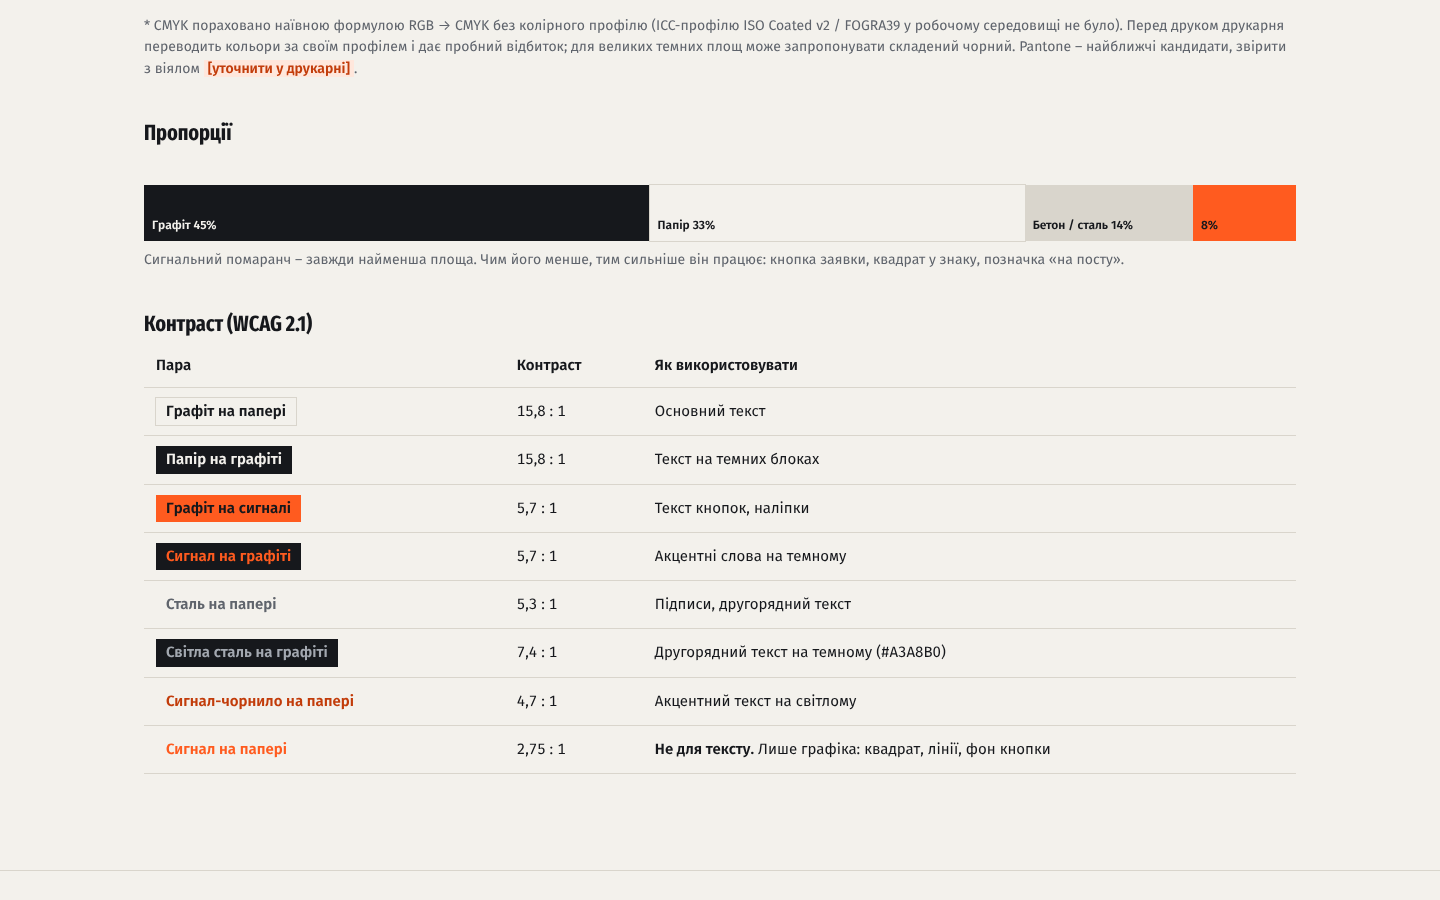 * CMYK пораховано наївною формулою RGB → CMYK без колірного профілю (ICC-профілю ISO Coated v2 / FOGRA39 у робочому середовищі не було). Перед друком друкарня
переводить кольори за своїм профілем і дає пробний відбиток; для великих темних площ може запропонувати складений чорний. Pantone – найближчі кандидати, звірити
з віялом [уточнити у друкарні] .
Пропорції
Графіт 45%
Папір 33%
Бетон / сталь 14%
8%
Сигнальний помаранч – завжди найменша площа. Чим його менше, тим сильніше він працює: кнопка заявки, квадрат у знаку, позначка «на посту».
Контраст (WCAG 2.1)
Пара Контраст Як використовувати
Графіт на папері 15,8 : 1 Основний текст
Папір на графіті 15,8 : 1 Текст на темних блоках
Графіт на сигналі 5,7 : 1 Текст кнопок, наліпки
Сигнал на графіті 5,7 : 1 Акцентні слова на темному
Сталь на папері 5,3 : 1 Підписи, другорядний текст
Світла сталь на графіті 7,4 : 1 Другорядний текст на темному (#A3A8B0)
Сигнал-чорнило на папері 4,7 : 1 Акцентний текст на світлому
Сигнал на папері 2,75 : 1 Не для тексту. Лише графіка: квадрат, лінії, фон кнопки